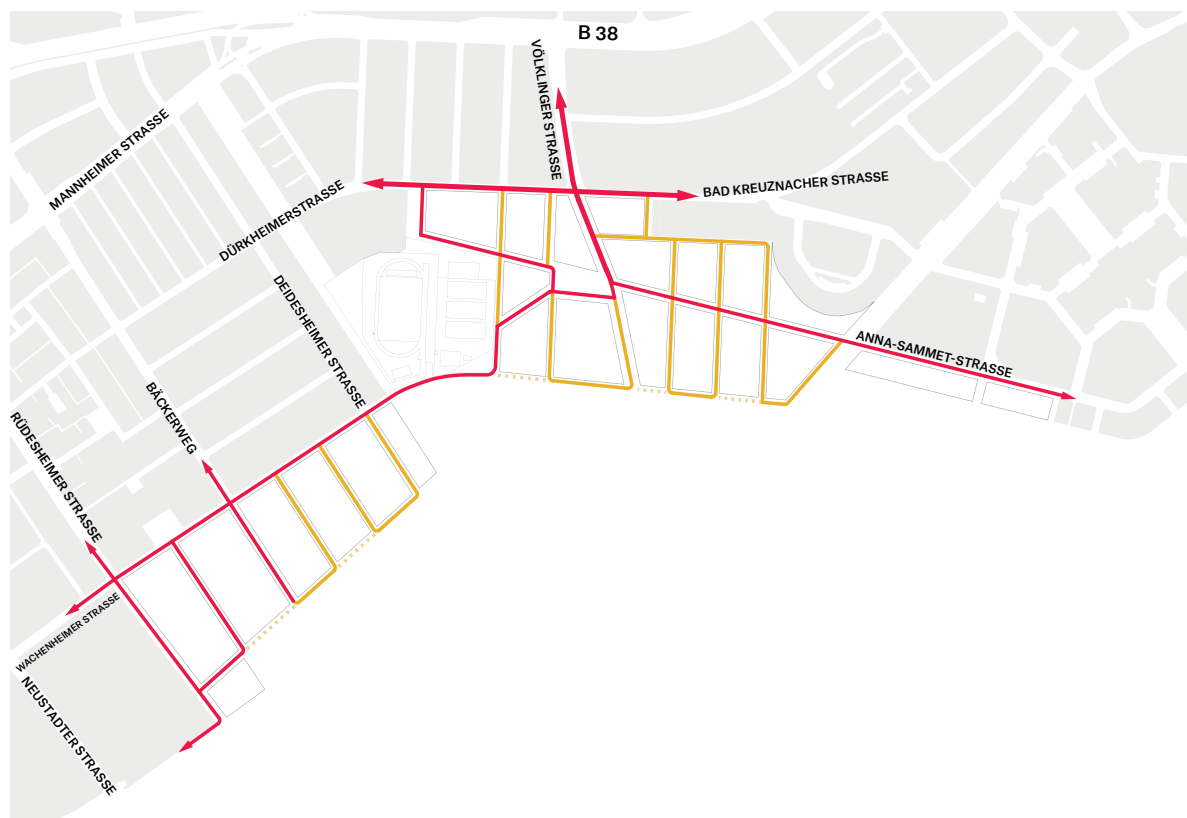 B 38
VÖLKLINGER STRASSE
MANNHEIMER STRASSE
BAD KREUZNACHER STRASSE
DÜRKHEIMERSTRASSE
DEIDESHEIMER STRASSE
ANNA-SAMMET-STRASSE
BÄCKERWEG
RÜDESHEIMER STRASSE
WACHENHEIMER STRASSE
NEUSTADTER STRASSE